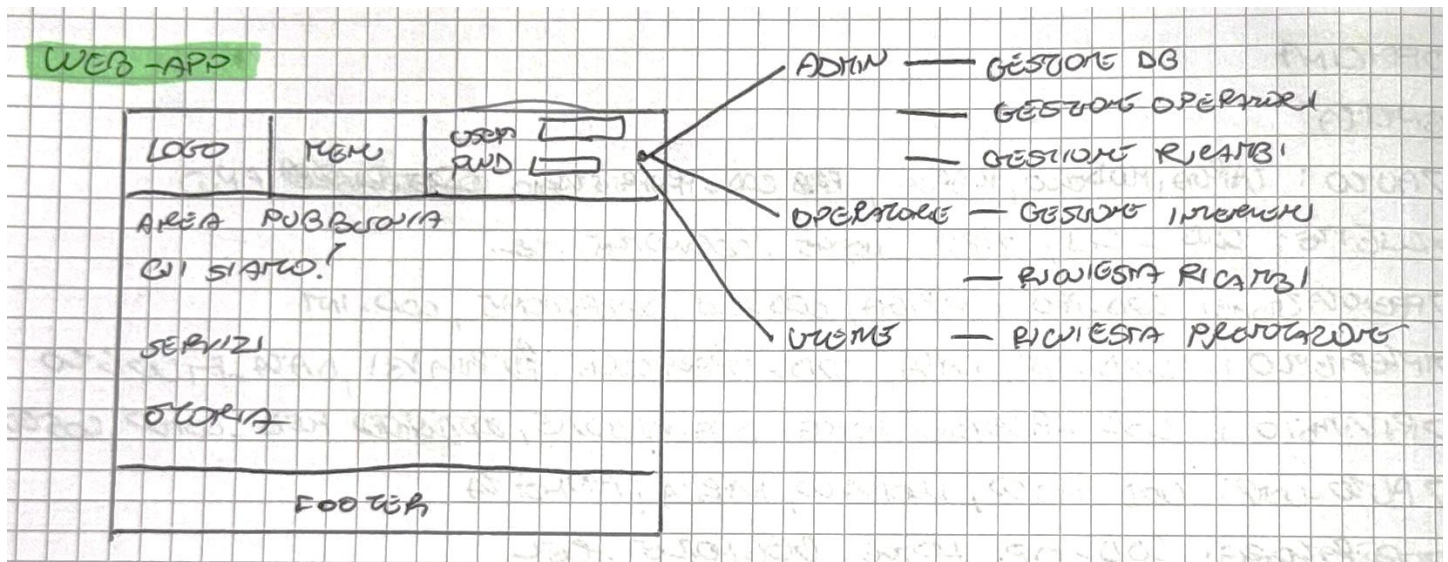 WEB-APP
LOGO
MENU
USER
PWD
AREA PUBBLICITARIA
CHI SIAMO?
SERVIZI
STORIA
FOOTER
ADMIN — GESTIONE DB
— GESTIONE OPERATORI
— GESTIONE RICAMBI
OPERATORE — GESTIONE INTERVENTI
— RICHIESTA RICAMBI
UTENTE — RICHIESTA PRENOTAZIONE